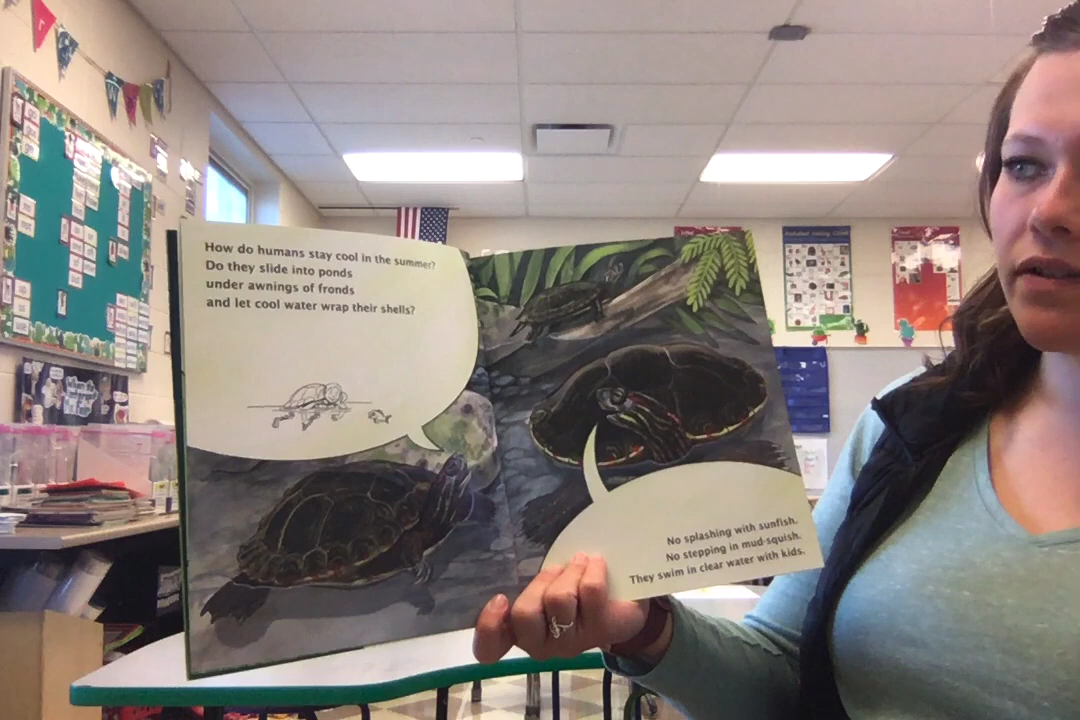 How do humans stay cool in the summer?
Do they slide into ponds
under awnings of fronds
and let cool water wrap their shells?
No splashing with sunfish.
No stepping in mud-squish.
They swim in clear water with kids.